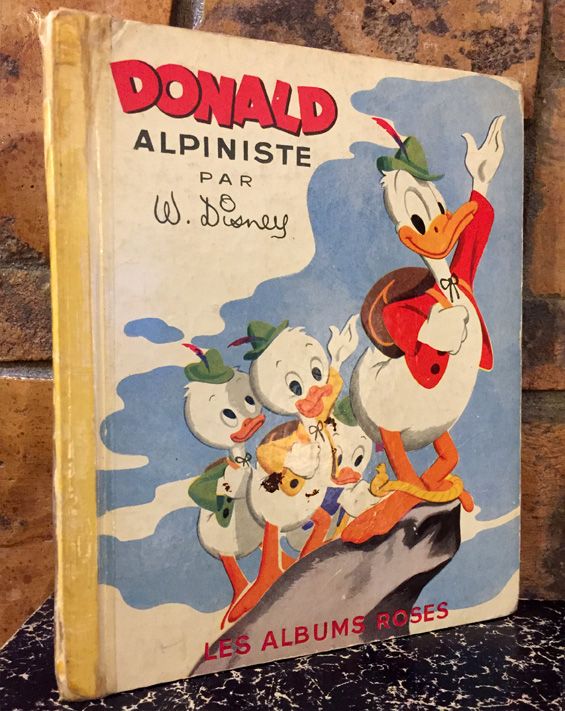 DONALD
ALPINISTE
PAR
W. Disney
LES ALBUMS ROSES